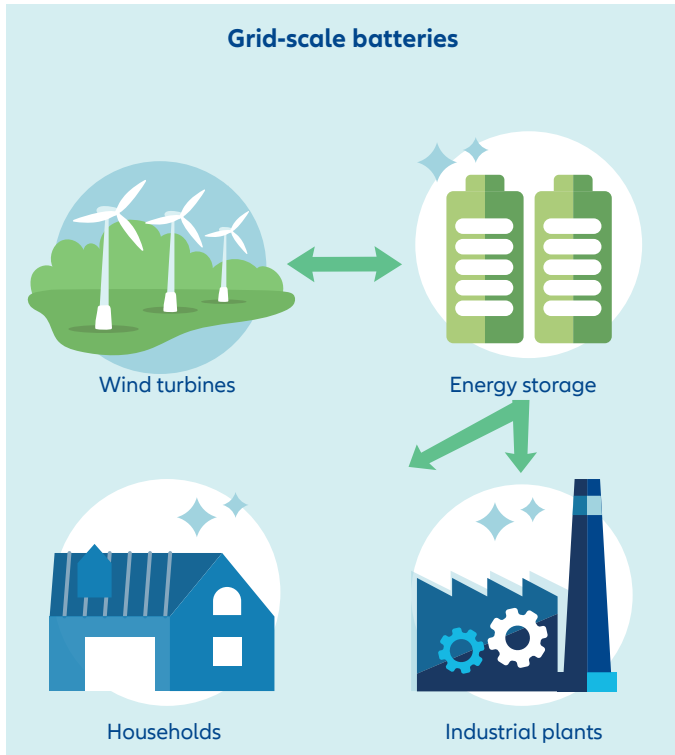 Grid-scale batteries
Wind turbines
Energy storage
Households
Industrial plants